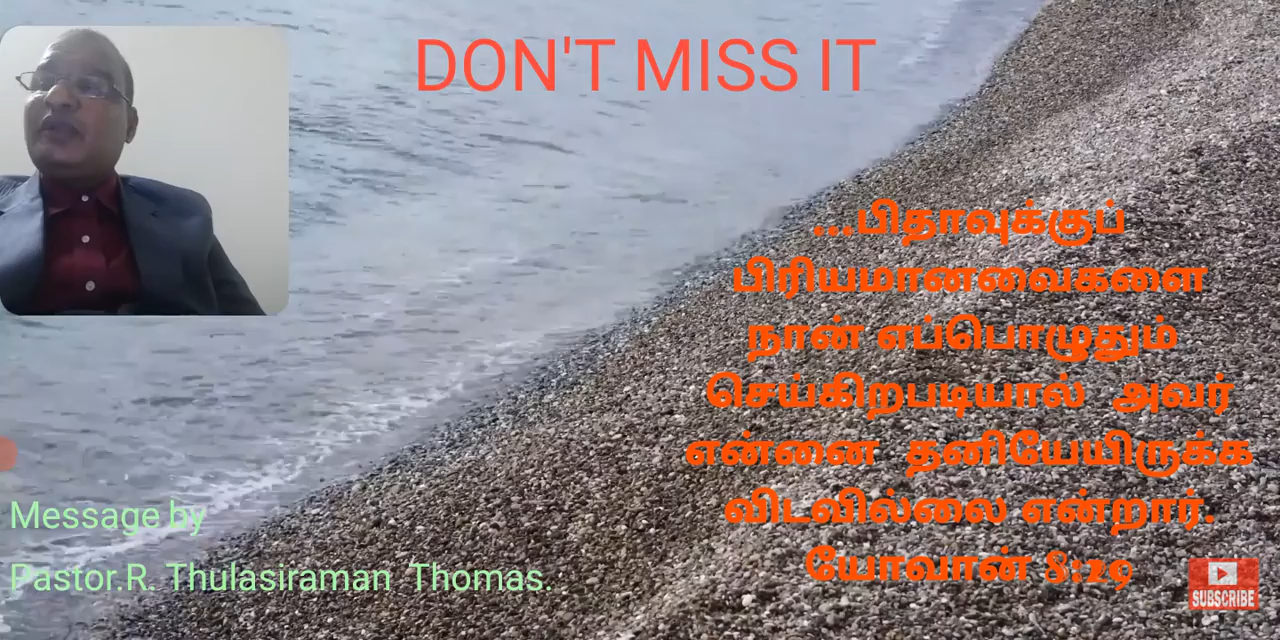 DON'T MISS IT
...பிதாவுக்குப்
பிரியமானவைகளை
நான் எப்பொழுதும்
செய்கிறபடியால் அவர்
என்னை தனியேயிருக்க
விடவில்லை என்றார்.
யோவான் 8:29
Message by
Pastor.R. Thulasiraman Thomas.
SUBSCRIBE